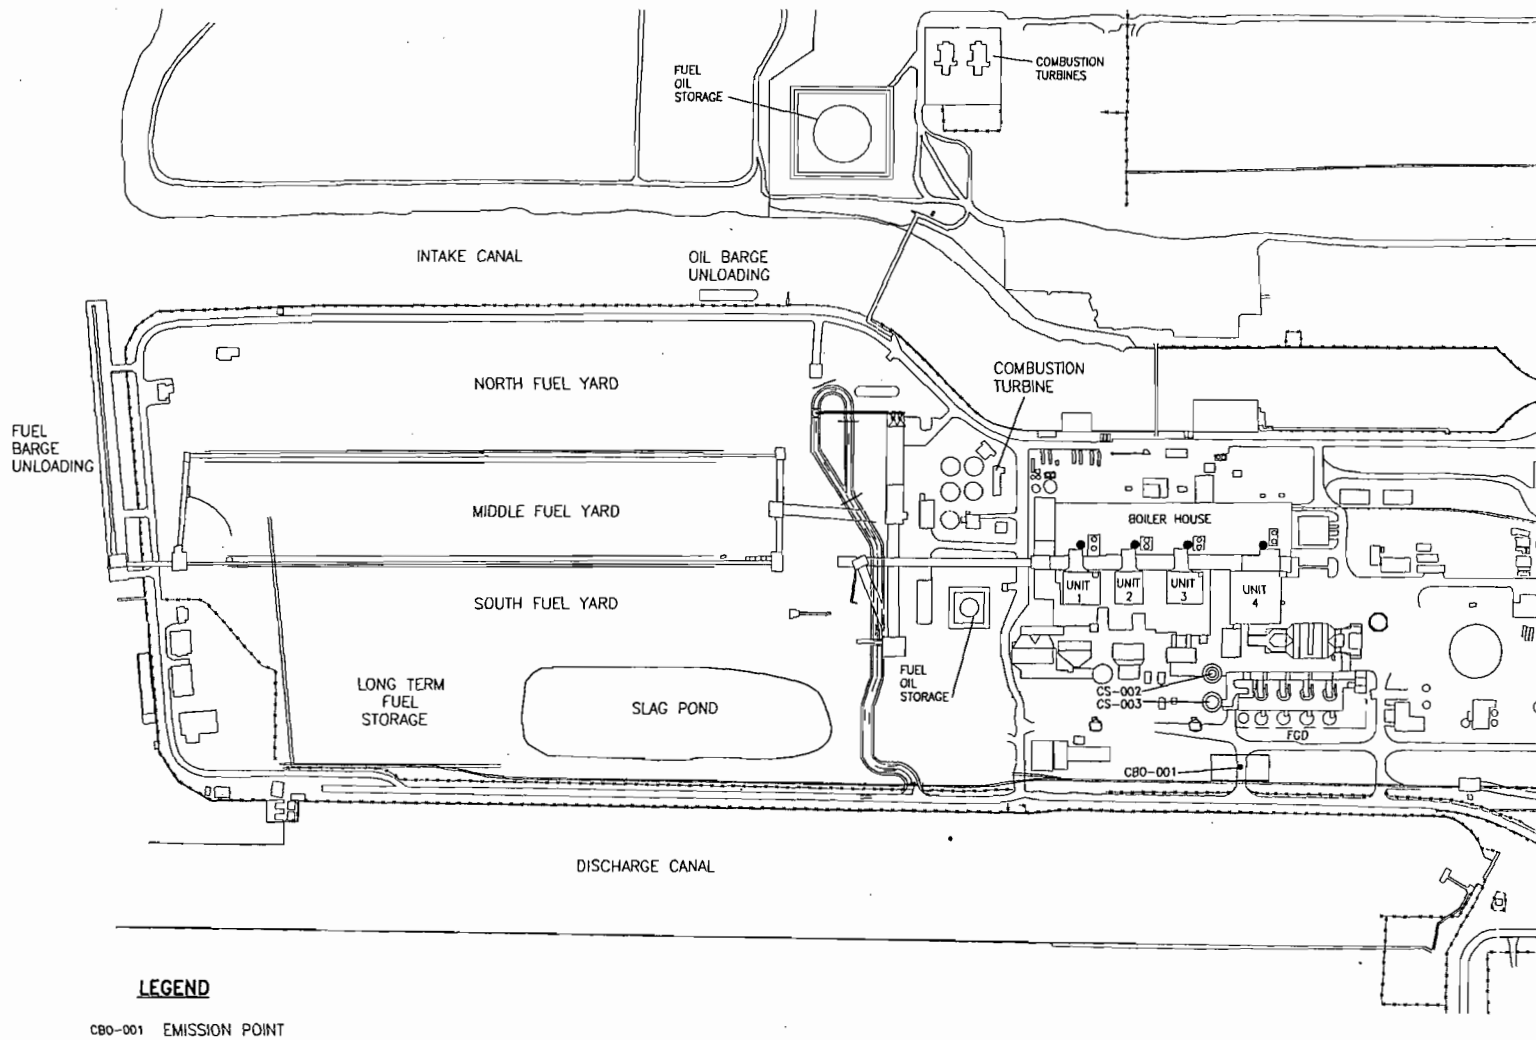 FUEL
OIL
STORAGE
COMBUSTION
TURBINES
INTAKE CANAL
OIL BARGE
UNLOADING
NORTH FUEL YARD
COMBUSTION
TURBINE
FUEL
BARGE
UNLOADING
MIDDLE FUEL YARD
BOILER HOUSE
UNIT
1
UNIT
2
UNIT
3
UNIT
4
SOUTH FUEL YARD
FUEL
OIL
STORAGE
LONG TERM
FUEL
STORAGE
SLAG POND
CS-002
CS-003
FGD
CBO-001
DISCHARGE CANAL
LEGEND
CBO-001 EMISSION POINT